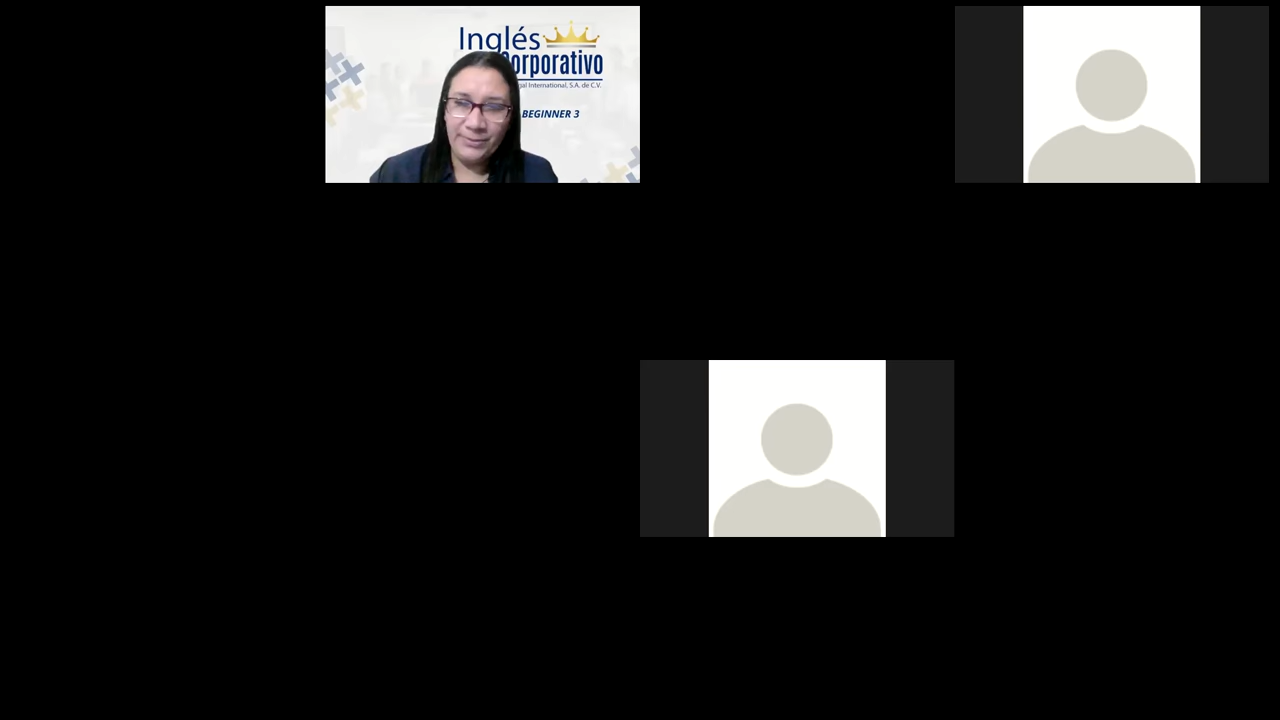 Inglés
Corporativo
International, S.A. de C.V.
BEGINNER 3